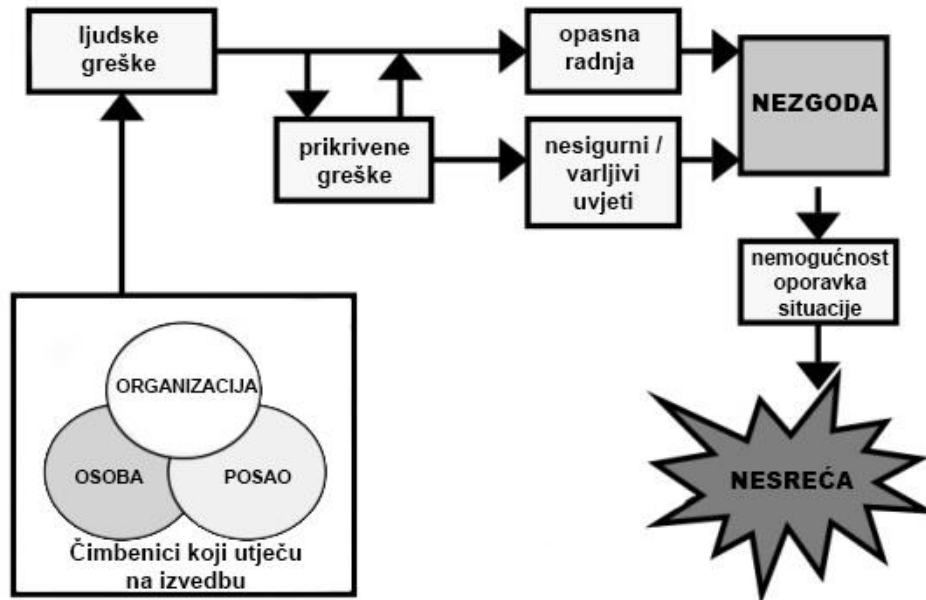 ljudske
greške
opasna
radnja
NEZGODA
prikrivene
greške
nesigurni /
varljivi
uvjeti
nemogućnost
oporavka
situacije
ORGANIZACIJA
OSOBA
POSAO
Čimbenici koji utječu
na izvedbu
NESREĆA